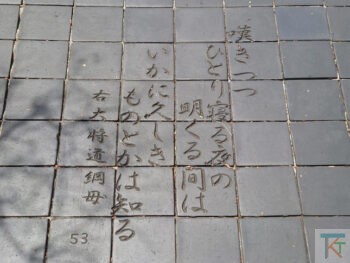 嘆きつつ
ひとり寝る夜の
明くる間は
いかに久しき
ものとかは知る
右大将道綱母
53
TKT